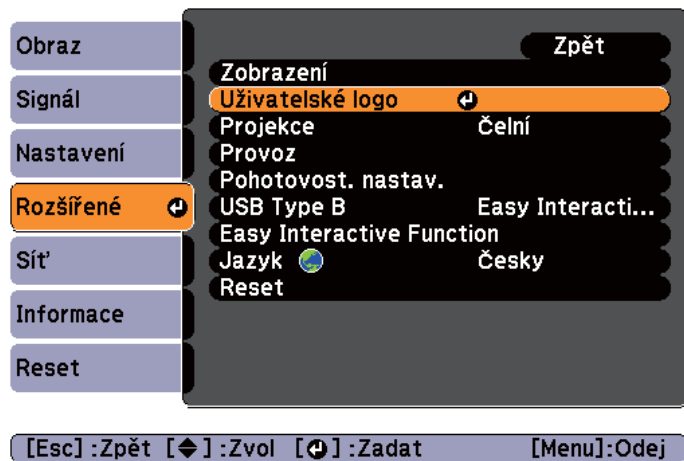 Obraz
Signál
Nastavení
Rozšířené
Síť
Informace
Reset
Zpět
Zobrazení
Uživatelské logo
Projekce Čelní
Provoz
Pohotovost. nastav.
USB Type B Easy Interacti...
Easy Interactive Function
Jazyk Česky
Reset
[Esc] :Zpět [◆] :Zvol [⏎] :Zadat [Menu]:Odej